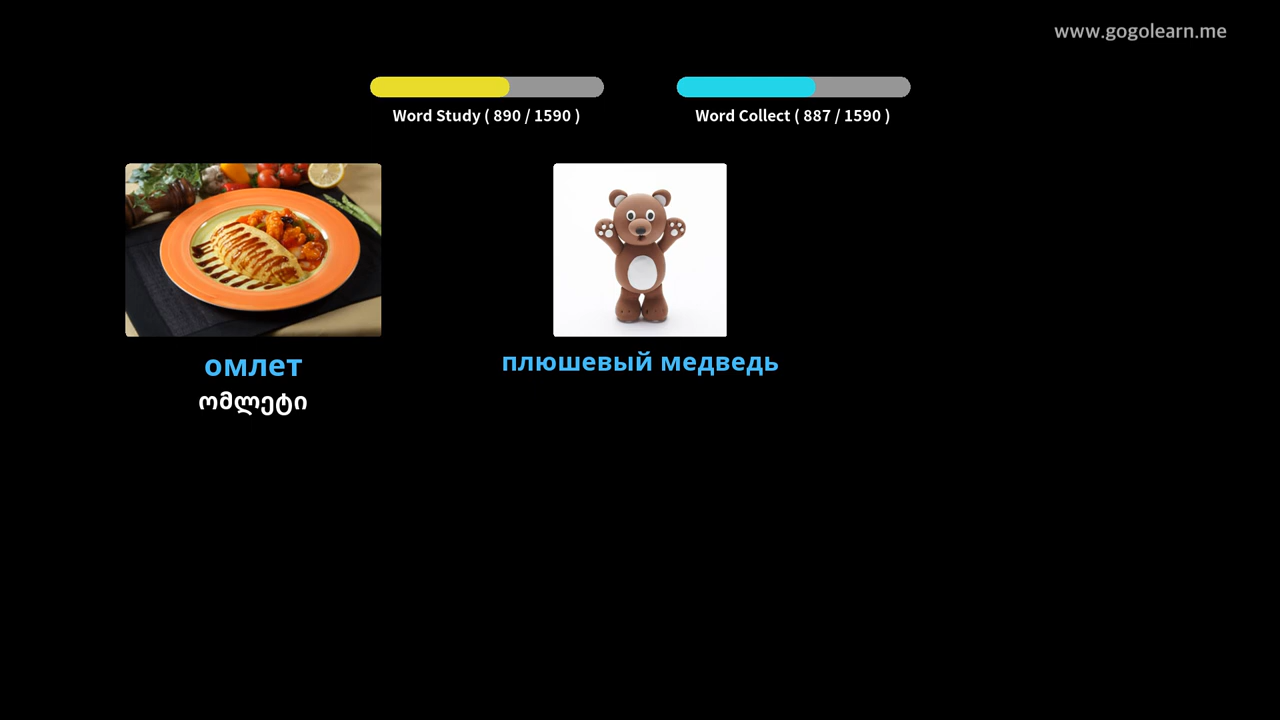 www.gogolearn.me
Word Study ( 890 / 1590 )
Word Collect ( 887 / 1590 )
омлет
ომლეტი
плюшевый медведь